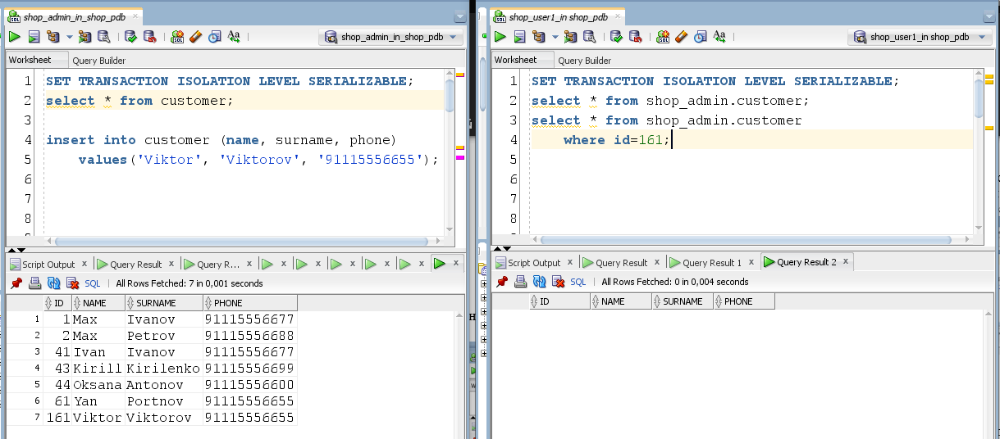 shop_admin_in_shop_pdb
shop_admin_in_shop_pdb
Worksheet Query Builder
1 SET TRANSACTION ISOLATION LEVEL SERIALIZABLE;
2 select * from customer;
3
4 insert into customer (name, surname, phone)
5 values('Viktor', 'Viktorov', '91115556655');
6
7
8
Script Output x Query Result x Query R... x x x x x x x
SQL | All Rows Fetched: 7 in 0,001 seconds
ID NAME SURNAME PHONE
1 1 Max Ivanov 91115556677
2 2 Max Petrov 91115556688
3 41 Ivan Ivanov 91115556677
4 43 Kirill Kirilenko 91115556699
5 44 Oksana Antonov 91115556600
6 61 Yan Portnov 91115556655
7 161 Viktor Viktorov 91115556655
shop_user1_in shop_pdb
shop_user1_in shop_pdb
Worksheet Query Builder
1 SET TRANSACTION ISOLATION LEVEL SERIALIZABLE;
2 select * from shop_admin.customer;
3 select * from shop_admin.customer
4 where id=161;
5
6
7
8
Script Output x Query Result x Query Result 1 x Query Result 2 x
SQL | All Rows Fetched: 0 in 0,004 seconds
ID NAME SURNAME PHONE